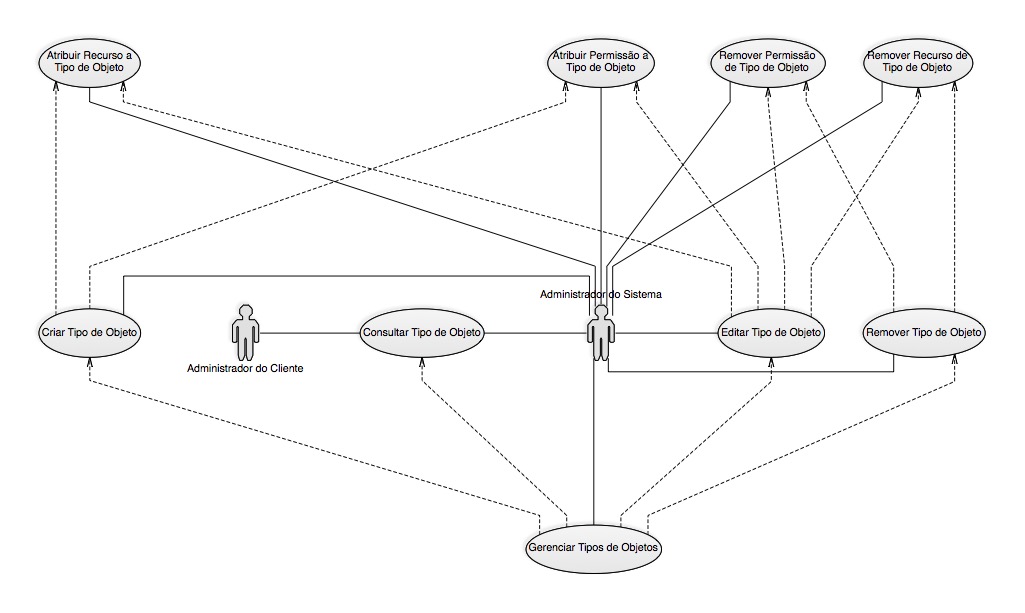 Atribuir Recurso a
Tipo de Objeto
Atribuir Permissão a
Tipo de Objeto
Remover Permissão
de Tipo de Objeto
Remover Recurso de
Tipo de Objeto
Administrador do Sistema
Criar Tipo de Objeto
Consultar Tipo de Objeto
Editar Tipo de Objeto
Remover Tipo de Objeto
Administrador do Cliente
Gerenciar Tipos de Objetos